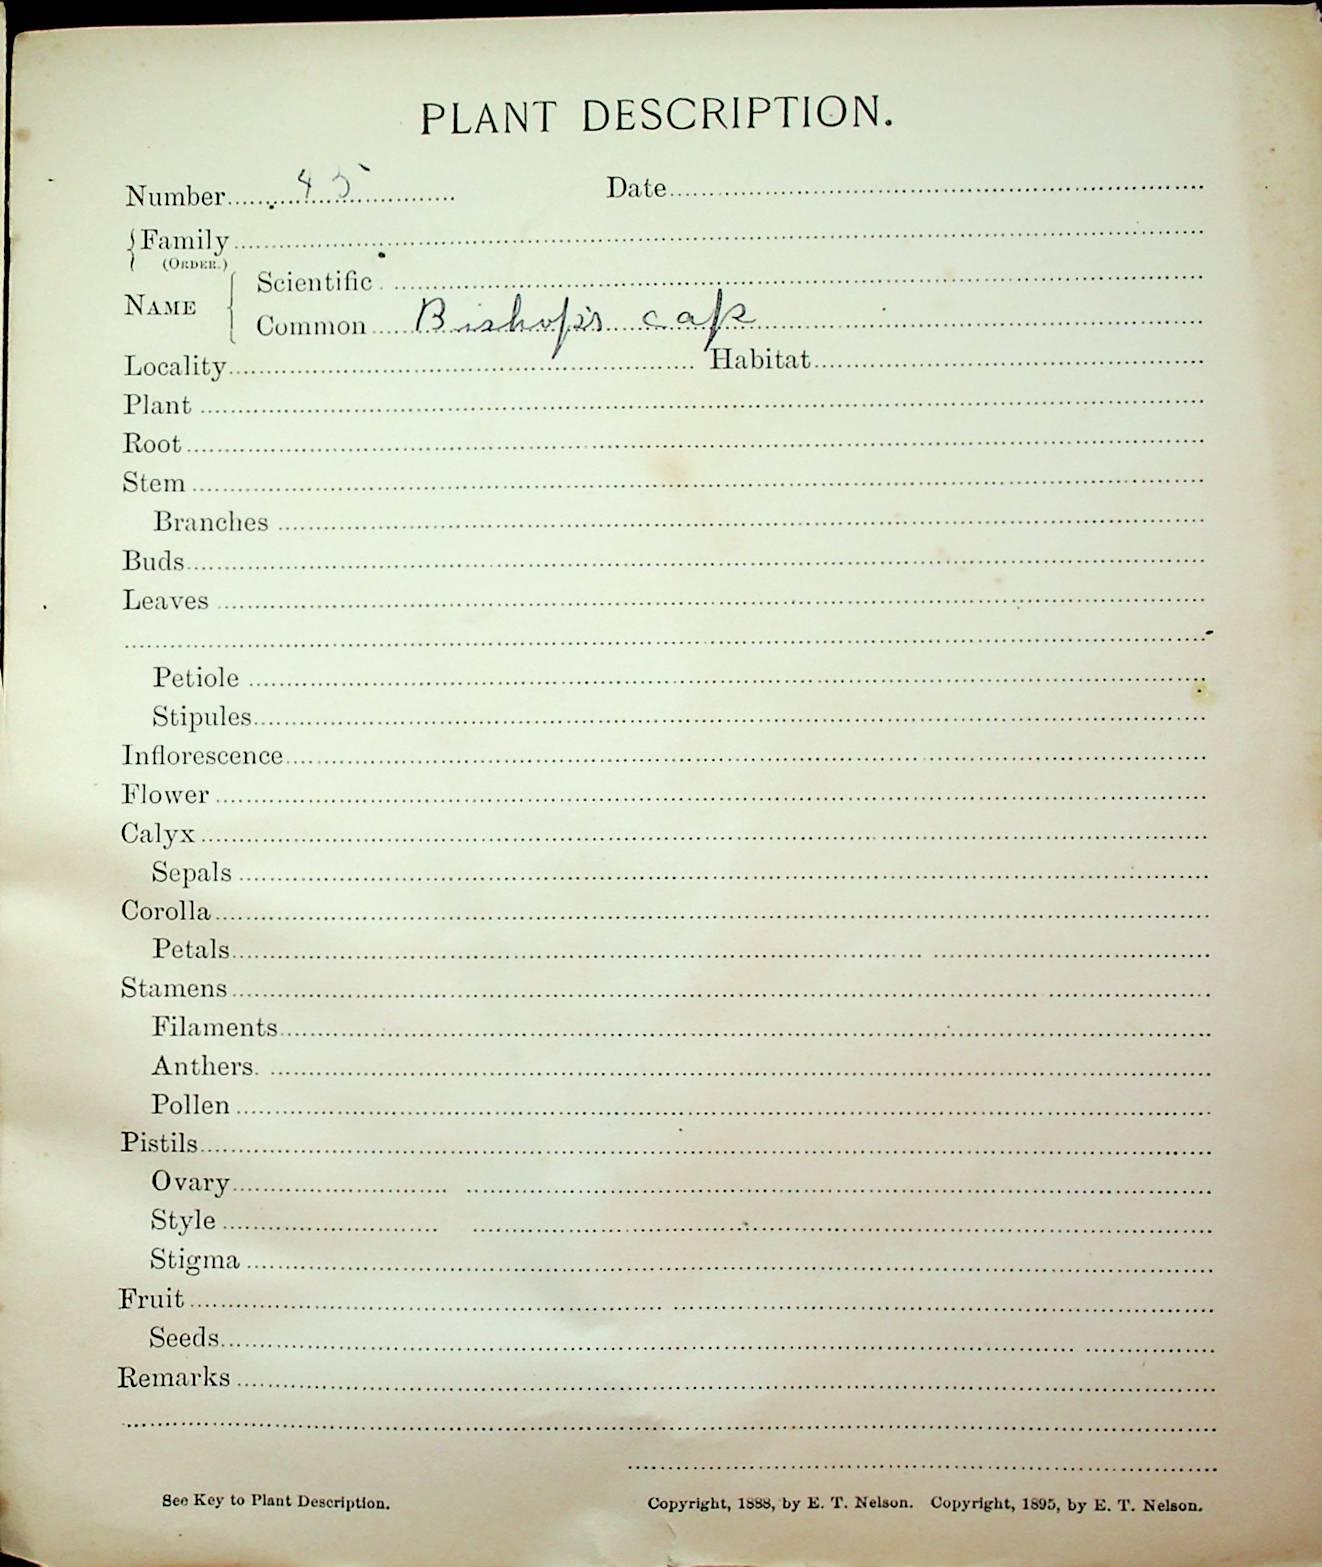 PLANT DESCRIPTION.
Number 45 Date
Family
(ORDER.)
Scientific
NAME
Common Bishop's cap
Locality Habitat
Plant
Root
Stem
Branches
Buds
Leaves
Petiole
Stipules
Inflorescence
Flower
Calyx
Sepals
Corolla
Petals
Stamens
Filaments
Anthers.
Pollen
Pistils
Ovary
Style
Stigma
Fruit
Seeds
Remarks
See Key to Plant Description. Copyright, 1888, by E. T. Nelson. Copyright, 1895, by E. T. Nelson.